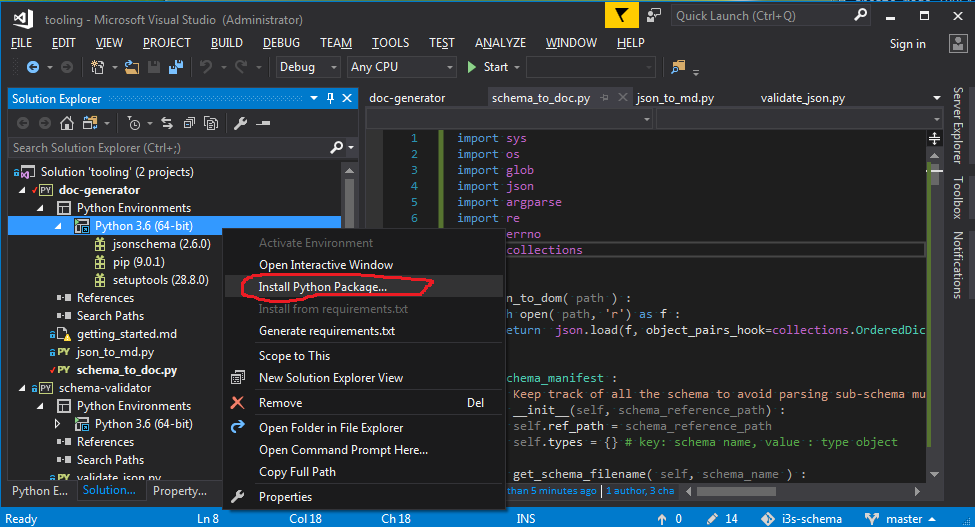 tooling - Microsoft Visual Studio (Administrator)
Quick Launch (Ctrl+Q)
FILE EDIT VIEW PROJECT BUILD DEBUG TEAM TOOLS TEST ANALYZE WINDOW HELP Sign in
Debug Any CPU Start
Solution Explorer
Search Solution Explorer (Ctrl+;)
Solution 'tooling' (2 projects)
PY doc-generator
Python Environments
Python 3.6 (64-bit)
jsonschema (2.6.0)
pip (9.0.1)
setuptools (28.8.0)
References
Search Paths
getting_started.md
PY json_to_md.py
PY schema_to_doc.py
PY schema-validator
Python Environments
Python 3.6 (64-bit)
References
Search Paths
PY validate_json.py
Python E... Solution... Property...
Activate Environment
Open Interactive Window
Install Python Package...
Install from requirements.txt
Generate requirements.txt
Scope to This
New Solution Explorer View
Remove Del
Open Folder in File Explorer
Open Command Prompt Here...
Copy Full Path
Properties
doc-generator schema_to_doc.py json_to_md.py validate_json.py
1 import sys
2 import os
3 import glob
4 import json
5 import argparse
6 import re
errno
collections
n_to_dom( path ) :
h open( path, 'r') as f :
eturn json.load(f, object_pairs_hook=collections.OrderedDic
chema_manifest :
Keep track of all the schema to avoid parsing sub-schema mu
__init__(self, schema_reference_path) :
self.ref_path = schema_reference_path
self.types = {} # key: schema name, value : type object
get_schema_filename( self, schema_name ) :
than 5 minutes ago | 1 author, 3 cha
Server Explorer
Toolbox
Notifications
Ln 8 Col 18 Ch 18 INS 0 14 i3s-schema master